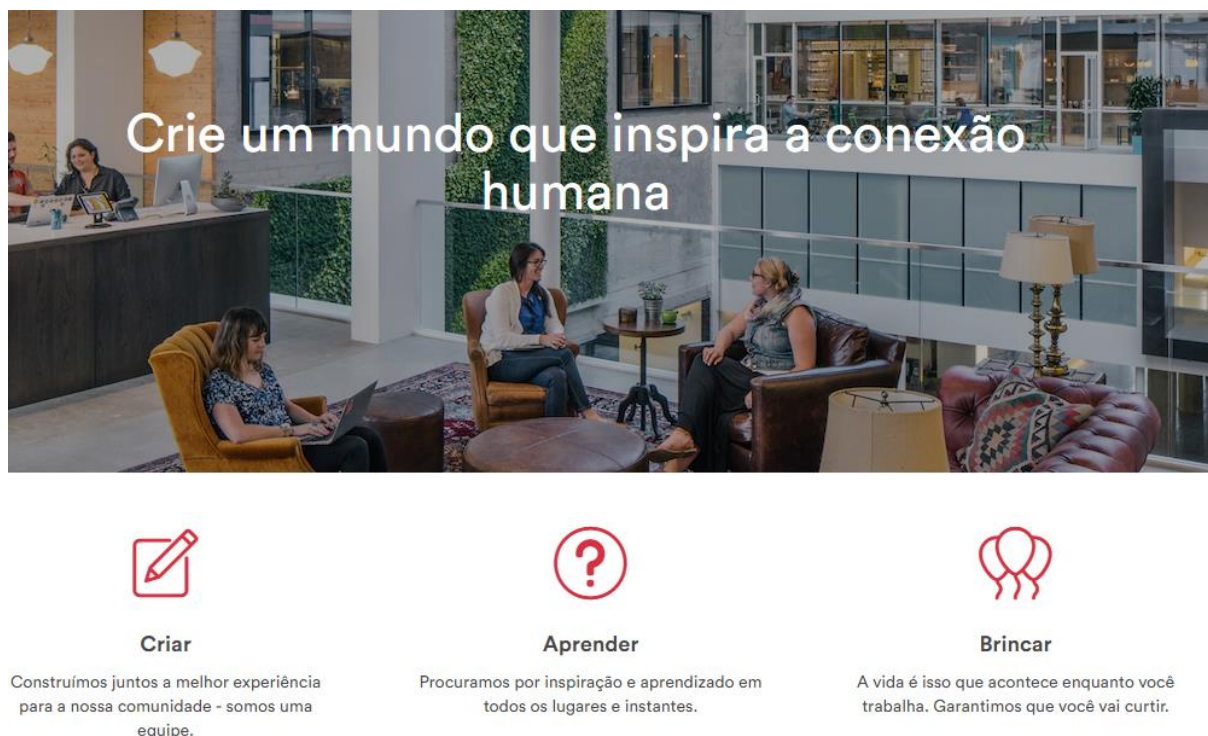 Crie um mundo que inspira a conexão
humana
Criar
Construímos juntos a melhor experiência
para a nossa comunidade - somos uma
equipe.
Aprender
Procuramos por inspiração e aprendizado em
todos os lugares e instantes.
Brincar
A vida é isso que acontece enquanto você
trabalha. Garantimos que você vai curtir.